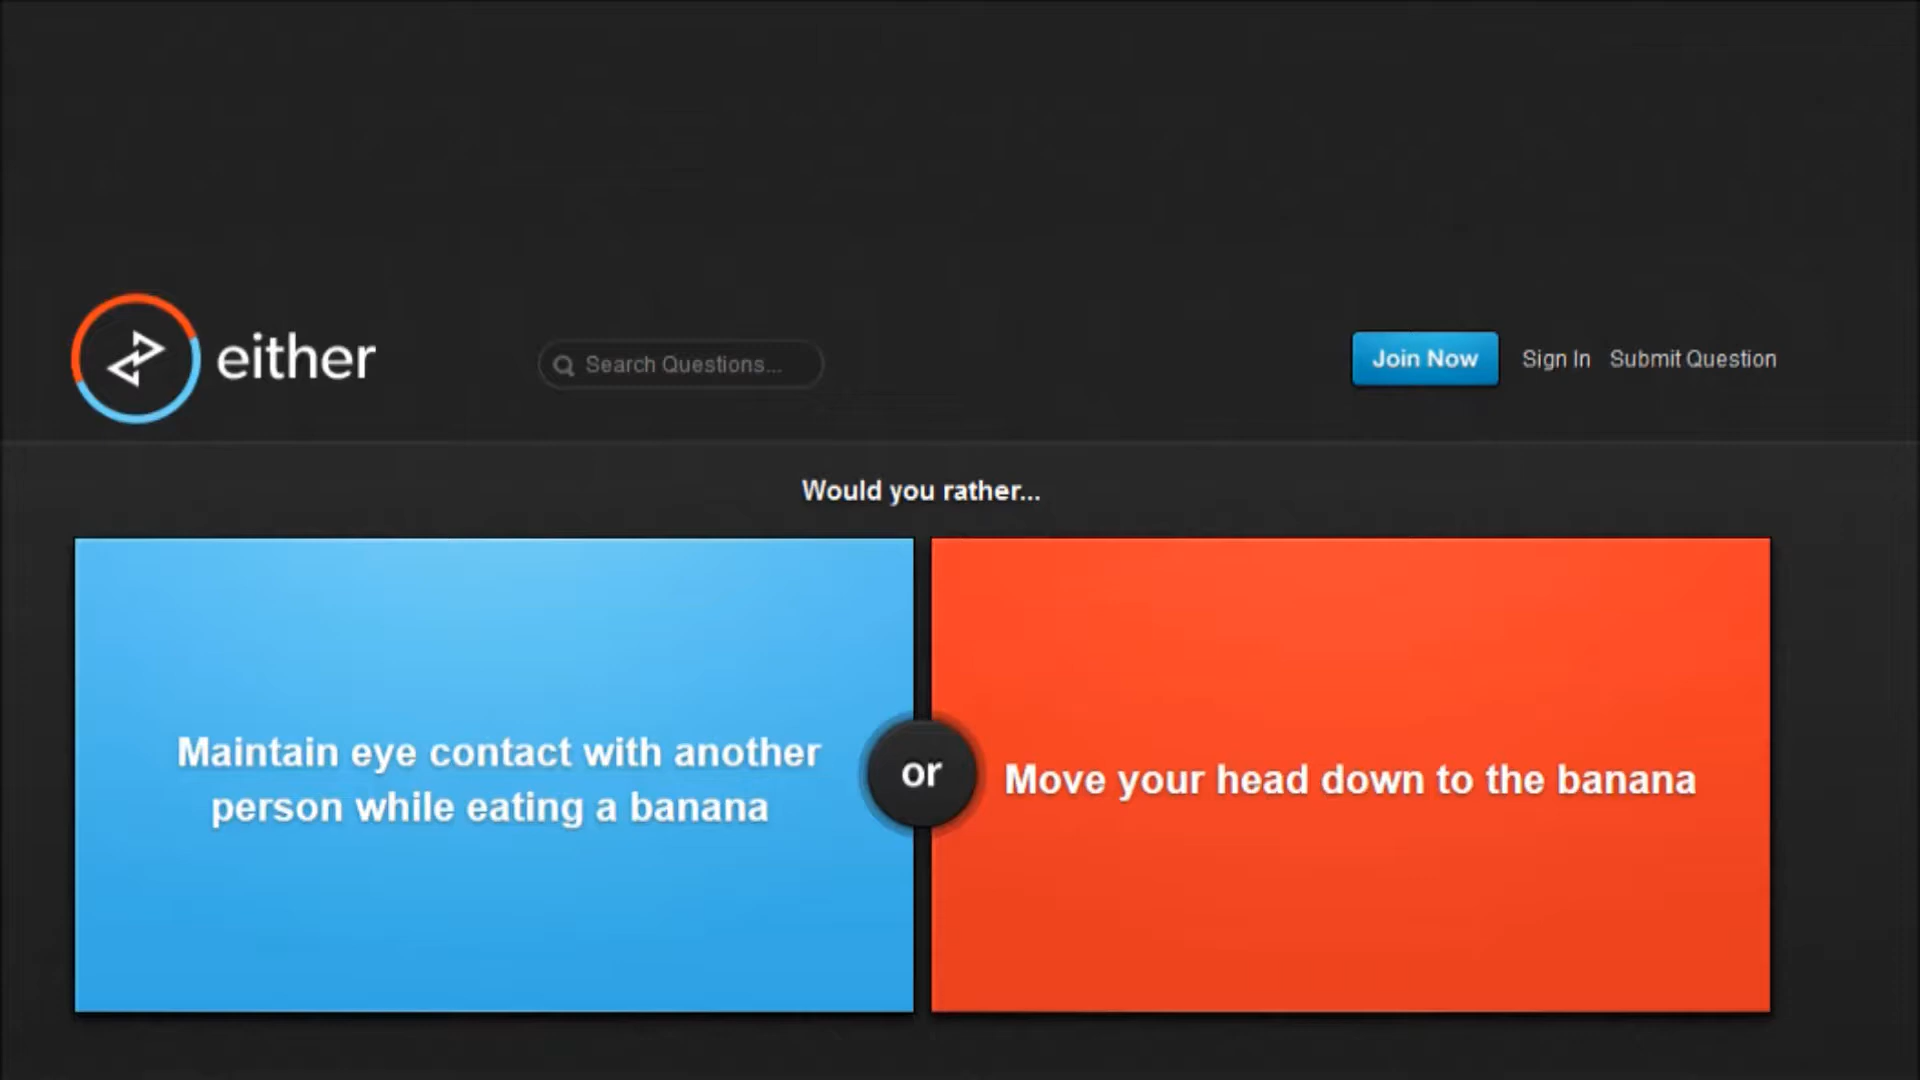 either
Search Questions...
Join Now
Sign In
Submit Question
Would you rather...
Maintain eye contact with another
person while eating a banana
or
Move your head down to the banana